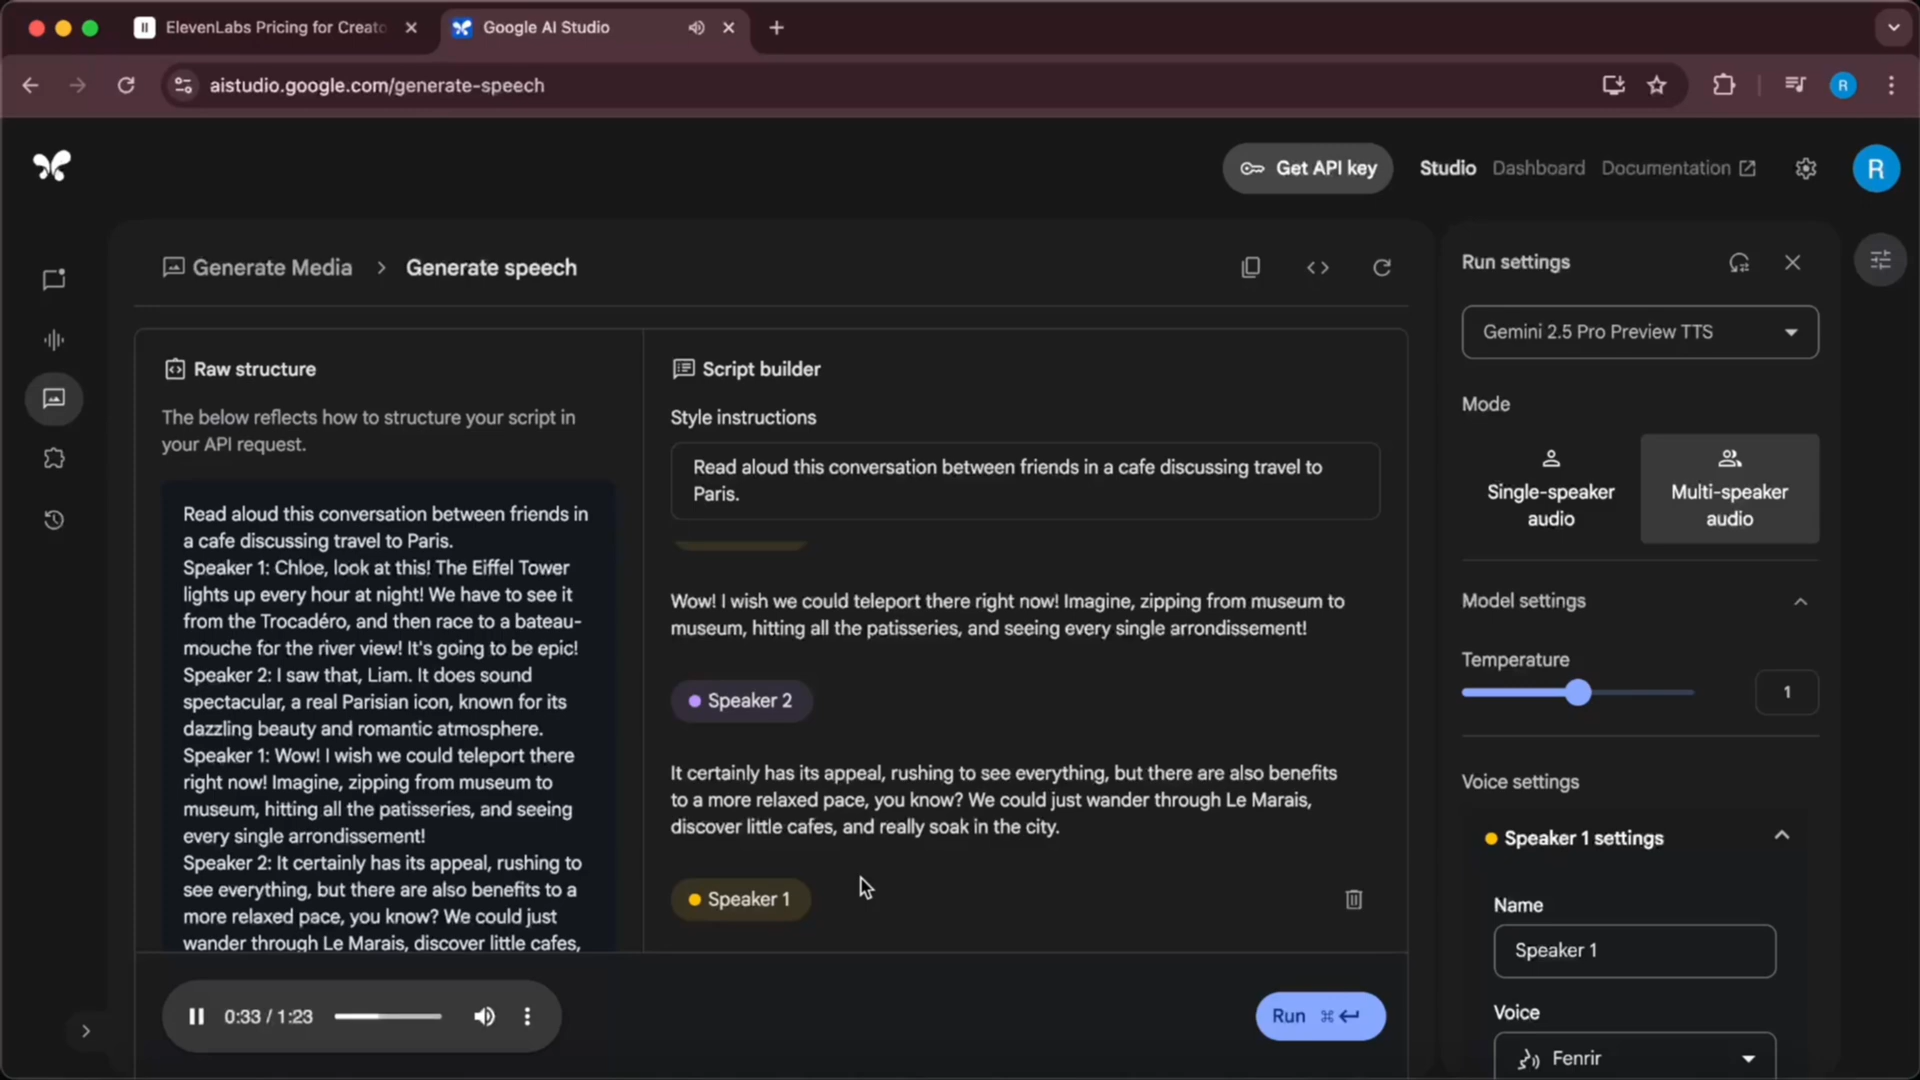 ElevenLabs Pricing for Creato
Google AI Studio
aistudio.google.com/generate-speech
R
Get API key
Studio
Dashboard
Documentation
R
Generate Media > Generate speech
Raw structure
The below reflects how to structure your script in
your API request.
Read aloud this conversation between friends in
a cafe discussing travel to Paris.
Speaker 1: Chloe, look at this! The Eiffel Tower
lights up every hour at night! We have to see it
from the Trocadéro, and then race to a bateau-
mouche for the river view! It's going to be epic!
Speaker 2: I saw that, Liam. It does sound
spectacular, a real Parisian icon, known for its
dazzling beauty and romantic atmosphere.
Speaker 1: Wow! I wish we could teleport there
right now! Imagine, zipping from museum to
museum, hitting all the patisseries, and seeing
every single arrondissement!
Speaker 2: It certainly has its appeal, rushing to
see everything, but there are also benefits to a
more relaxed pace, you know? We could just
wander through Le Marais, discover little cafes,
Script builder
Style instructions
Read aloud this conversation between friends in a cafe discussing travel to
Paris.
Wow! I wish we could teleport there right now! Imagine, zipping from museum to
museum, hitting all the patisseries, and seeing every single arrondissement!
Speaker 2
It certainly has its appeal, rushing to see everything, but there are also benefits
to a more relaxed pace, you know? We could just wander through Le Marais,
discover little cafes, and really soak in the city.
Speaker 1
0:33 / 1:23
Run ⌘↵
Run settings
Gemini 2.5 Pro Preview TTS
Mode
Single-speaker
audio
Multi-speaker
audio
Model settings
Temperature
1
Voice settings
Speaker 1 settings
Name
Speaker 1
Voice
Fenrir